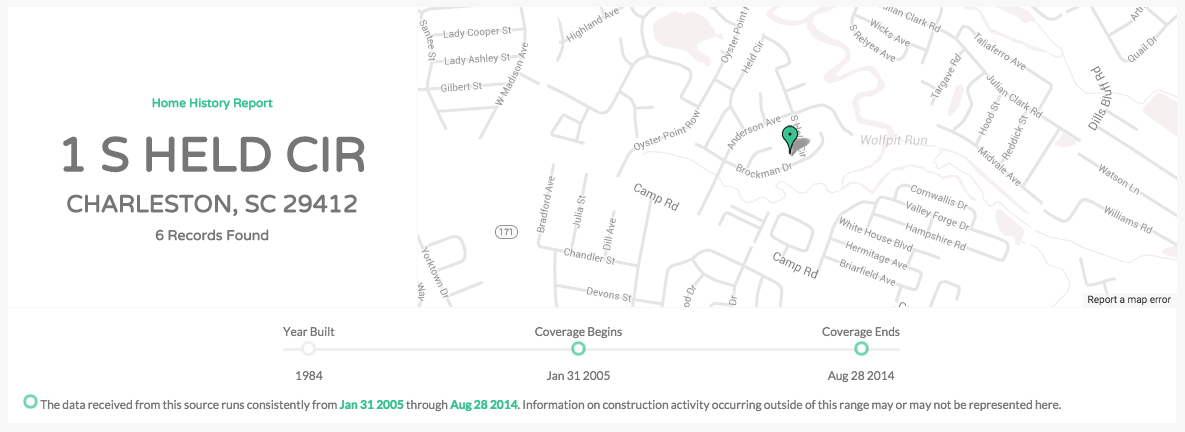 Home History Report
1 S HELD CIR
CHARLESTON, SC 29412
6 Records Found
Santee St
Lady Cooper St
Lady Ashley St
Gilbert St
W Madison Ave
Highland Ave
Oyster Point
Held Cir
Wicks Ave
S Relyea Ave
Julian Clark Rd
Taliaferro Ave
Targave Rd
Julian Clark Rd
Hood St
Reddick St
Dills Bluff Rd
Quail Dr
Oyster Point Row
Anderson Ave
Brockman Dr
Wolfpit Run
Midvale Ave
Watson Ln
Williams Rd
Camp Rd
Bradford Ave
Julia St
Dill Ave
171
Chandler St
Devons St
Yorktown Dr
Way
Camp Rd
Cornwallis Dr
Valley Forge Dr
Hampshire Rd
White House Blvd
Hermitage Ave
Briarfield Ave
Report a map error
Year Built
Coverage Begins
Coverage Ends
1984
Jan 31 2005
Aug 28 2014
The data received from this source runs consistently from Jan 31 2005 through Aug 28 2014. Information on construction activity occurring outside of this range may or may not be represented here.